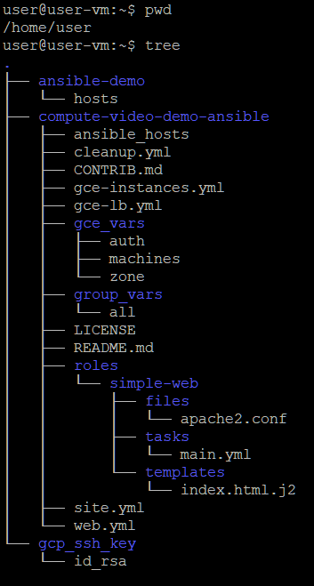 user@user-vm:~$ pwd
/home/user
user@user-vm:~$ tree
.
├── ansible-demo
│   └── hosts
├── compute-video-demo-ansible
│   ├── ansible_hosts
│   ├── cleanup.yml
│   ├── CONTRIB.md
│   ├── gce-instances.yml
│   ├── gce-lb.yml
│   ├── gce_vars
│   │   ├── auth
│   │   ├── machines
│   │   └── zone
│   ├── group_vars
│   │   └── all
│   ├── LICENSE
│   ├── README.md
│   ├── roles
│   │   └── simple-web
│   │       ├── files
│   │       │   └── apache2.conf
│   │       ├── tasks
│   │       │   └── main.yml
│   │       └── templates
│   │           └── index.html.j2
│   ├── site.yml
│   └── web.yml
└── gcp_ssh_key
    └── id_rsa